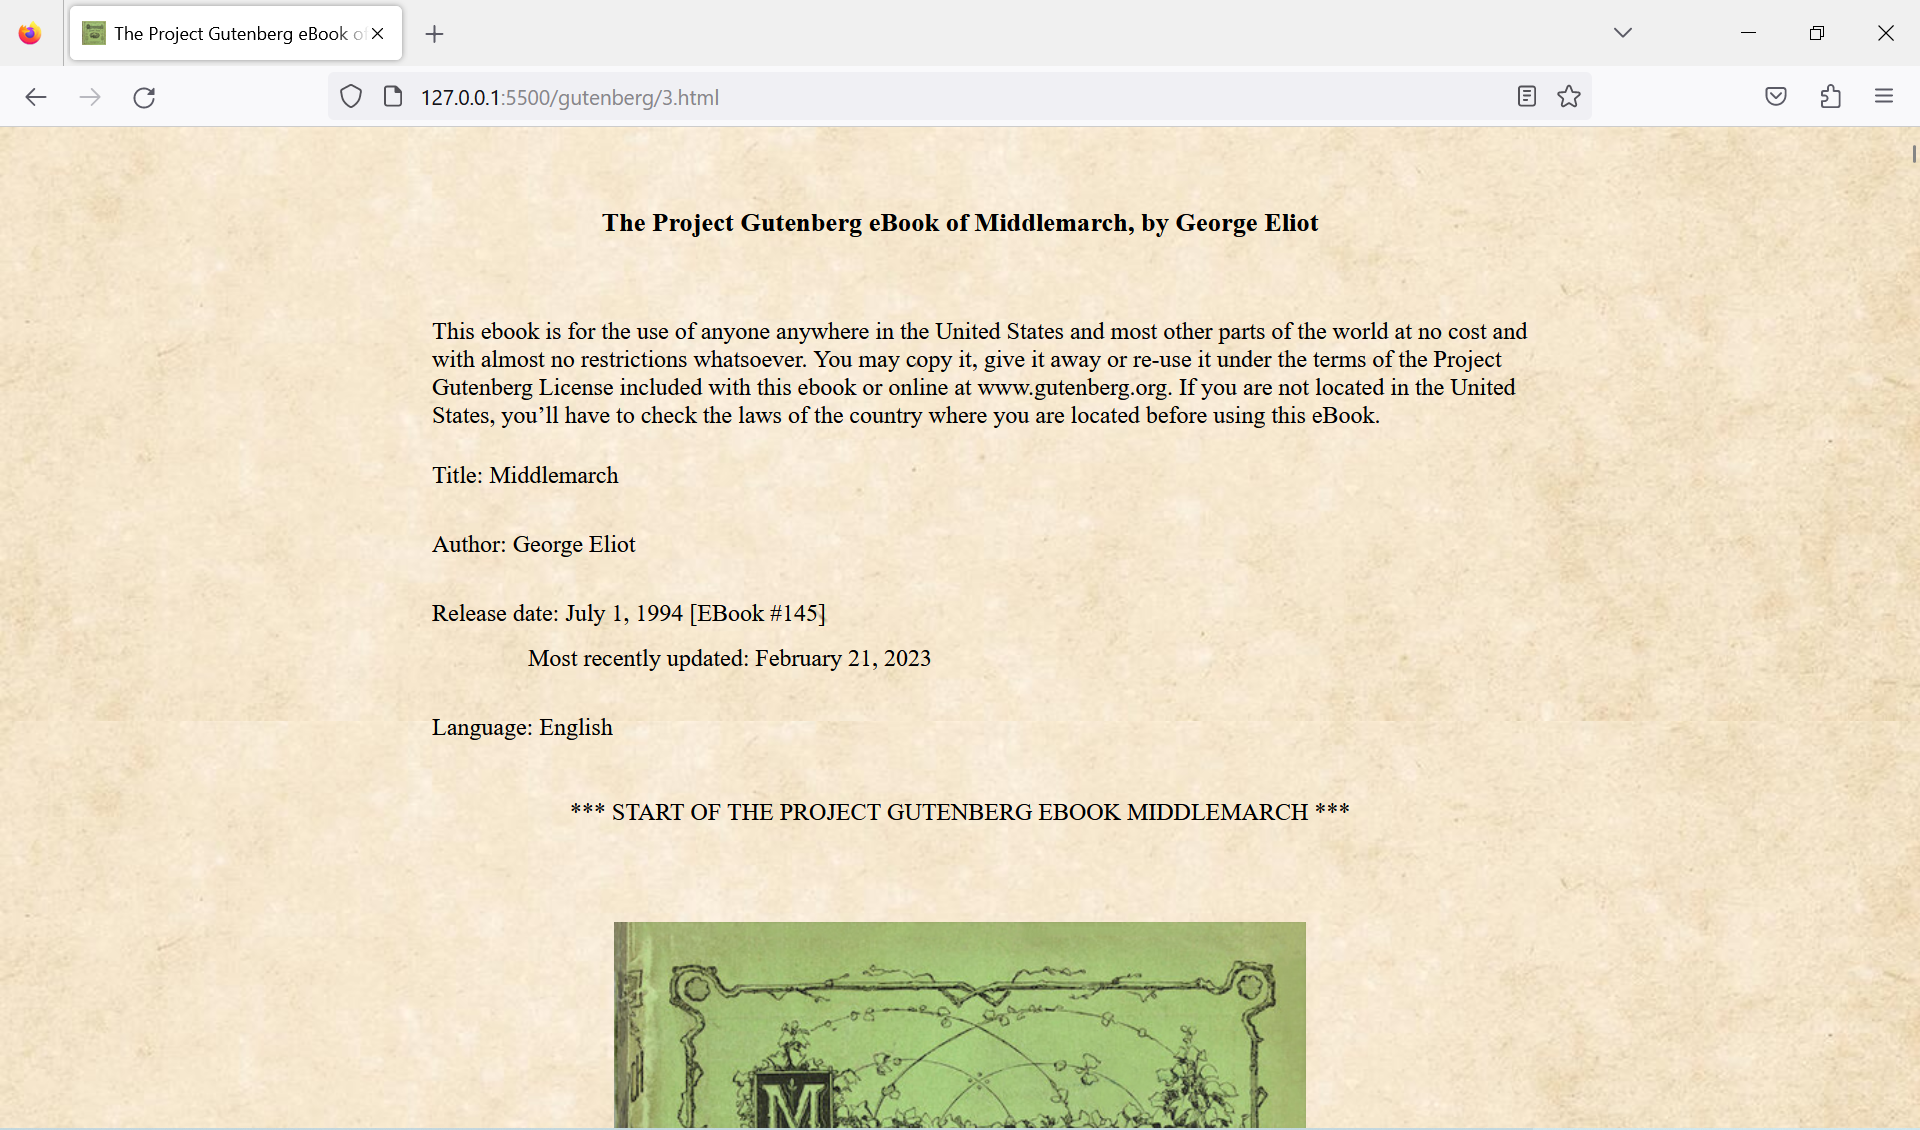 The Project Gutenberg eBook of
127.0.0.1:5500/gutenberg/3.html
The Project Gutenberg eBook of Middlemarch, by George Eliot
This ebook is for the use of anyone anywhere in the United States and most other parts of the world at no cost and
with almost no restrictions whatsoever. You may copy it, give it away or re-use it under the terms of the Project
Gutenberg License included with this ebook or online at www.gutenberg.org. If you are not located in the United
States, you’ll have to check the laws of the country where you are located before using this eBook.
Title: Middlemarch
Author: George Eliot
Release date: July 1, 1994 [EBook #145]
Most recently updated: February 21, 2023
Language: English
*** START OF THE PROJECT GUTENBERG EBOOK MIDDLEMARCH ***
M